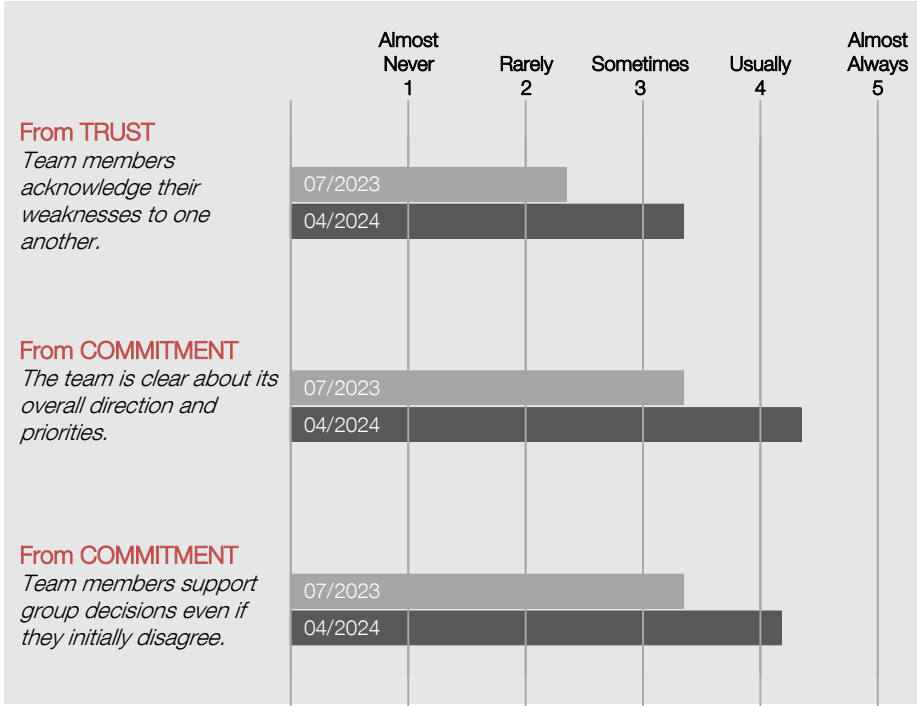 Almost
Never
1
Rarely
2
Sometimes
3
Usually
4
Almost
Always
5
From TRUST
Team members
acknowledge their
weaknesses to one
another.
07/2023
04/2024
From COMMITMENT
The team is clear about its
overall direction and
priorities.
07/2023
04/2024
From COMMITMENT
Team members support
group decisions even if
they initially disagree.
07/2023
04/2024